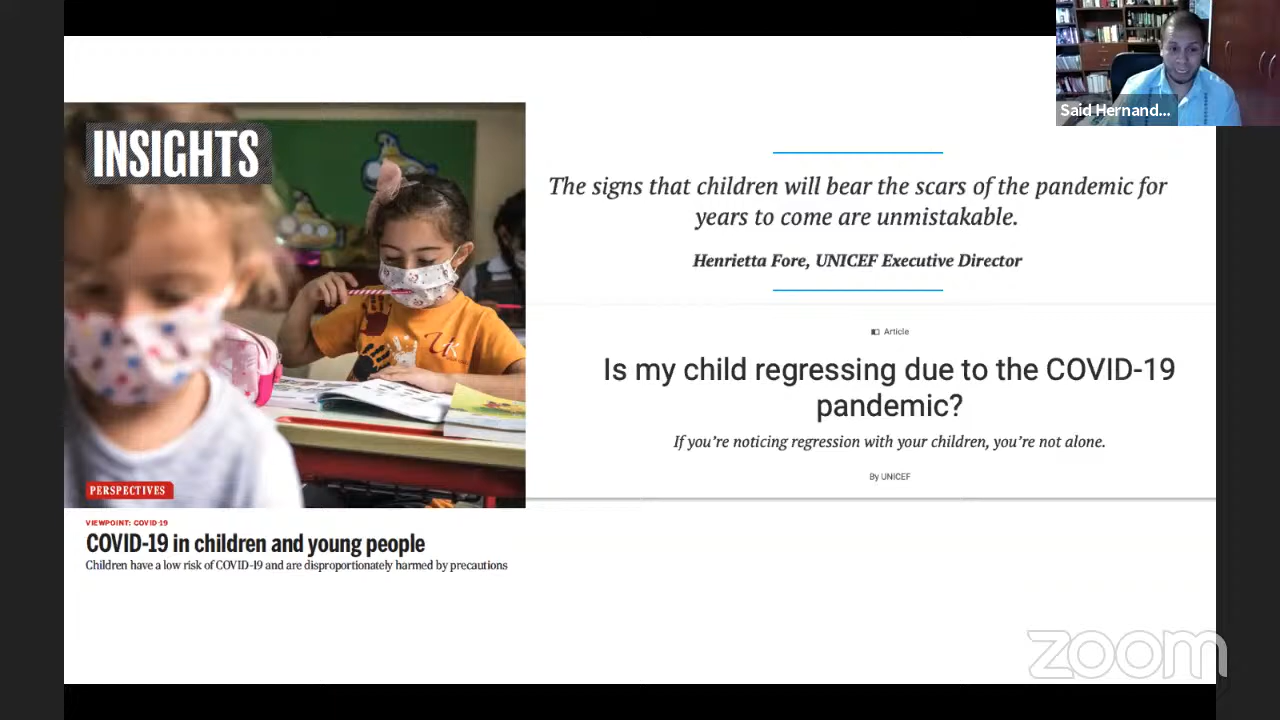 INSIGHTS
PERSPECTIVES
VIEWPOINT: COVID-19
COVID-19 in children and young people
Children have a low risk of COVID-19 and are disproportionately harmed by precautions
The signs that children will bear the scars of the pandemic for
years to come are unmistakable.
Henrietta Fore, UNICEF Executive Director
Article
Is my child regressing due to the COVID-19
pandemic?
If you’re noticing regression with your children, you’re not alone.
By UNICEF
Said Hernand...
zoom